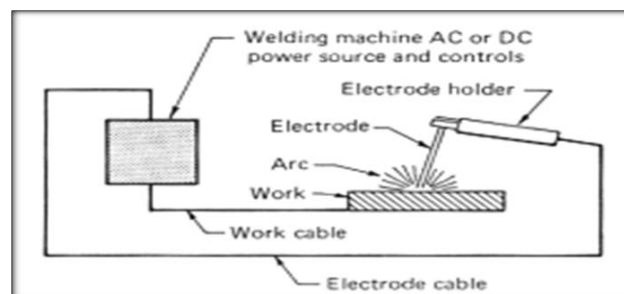 Welding machine AC or DC
power source and controls
Electrode holder
Electrode
Arc
Work
Work cable
Electrode cable